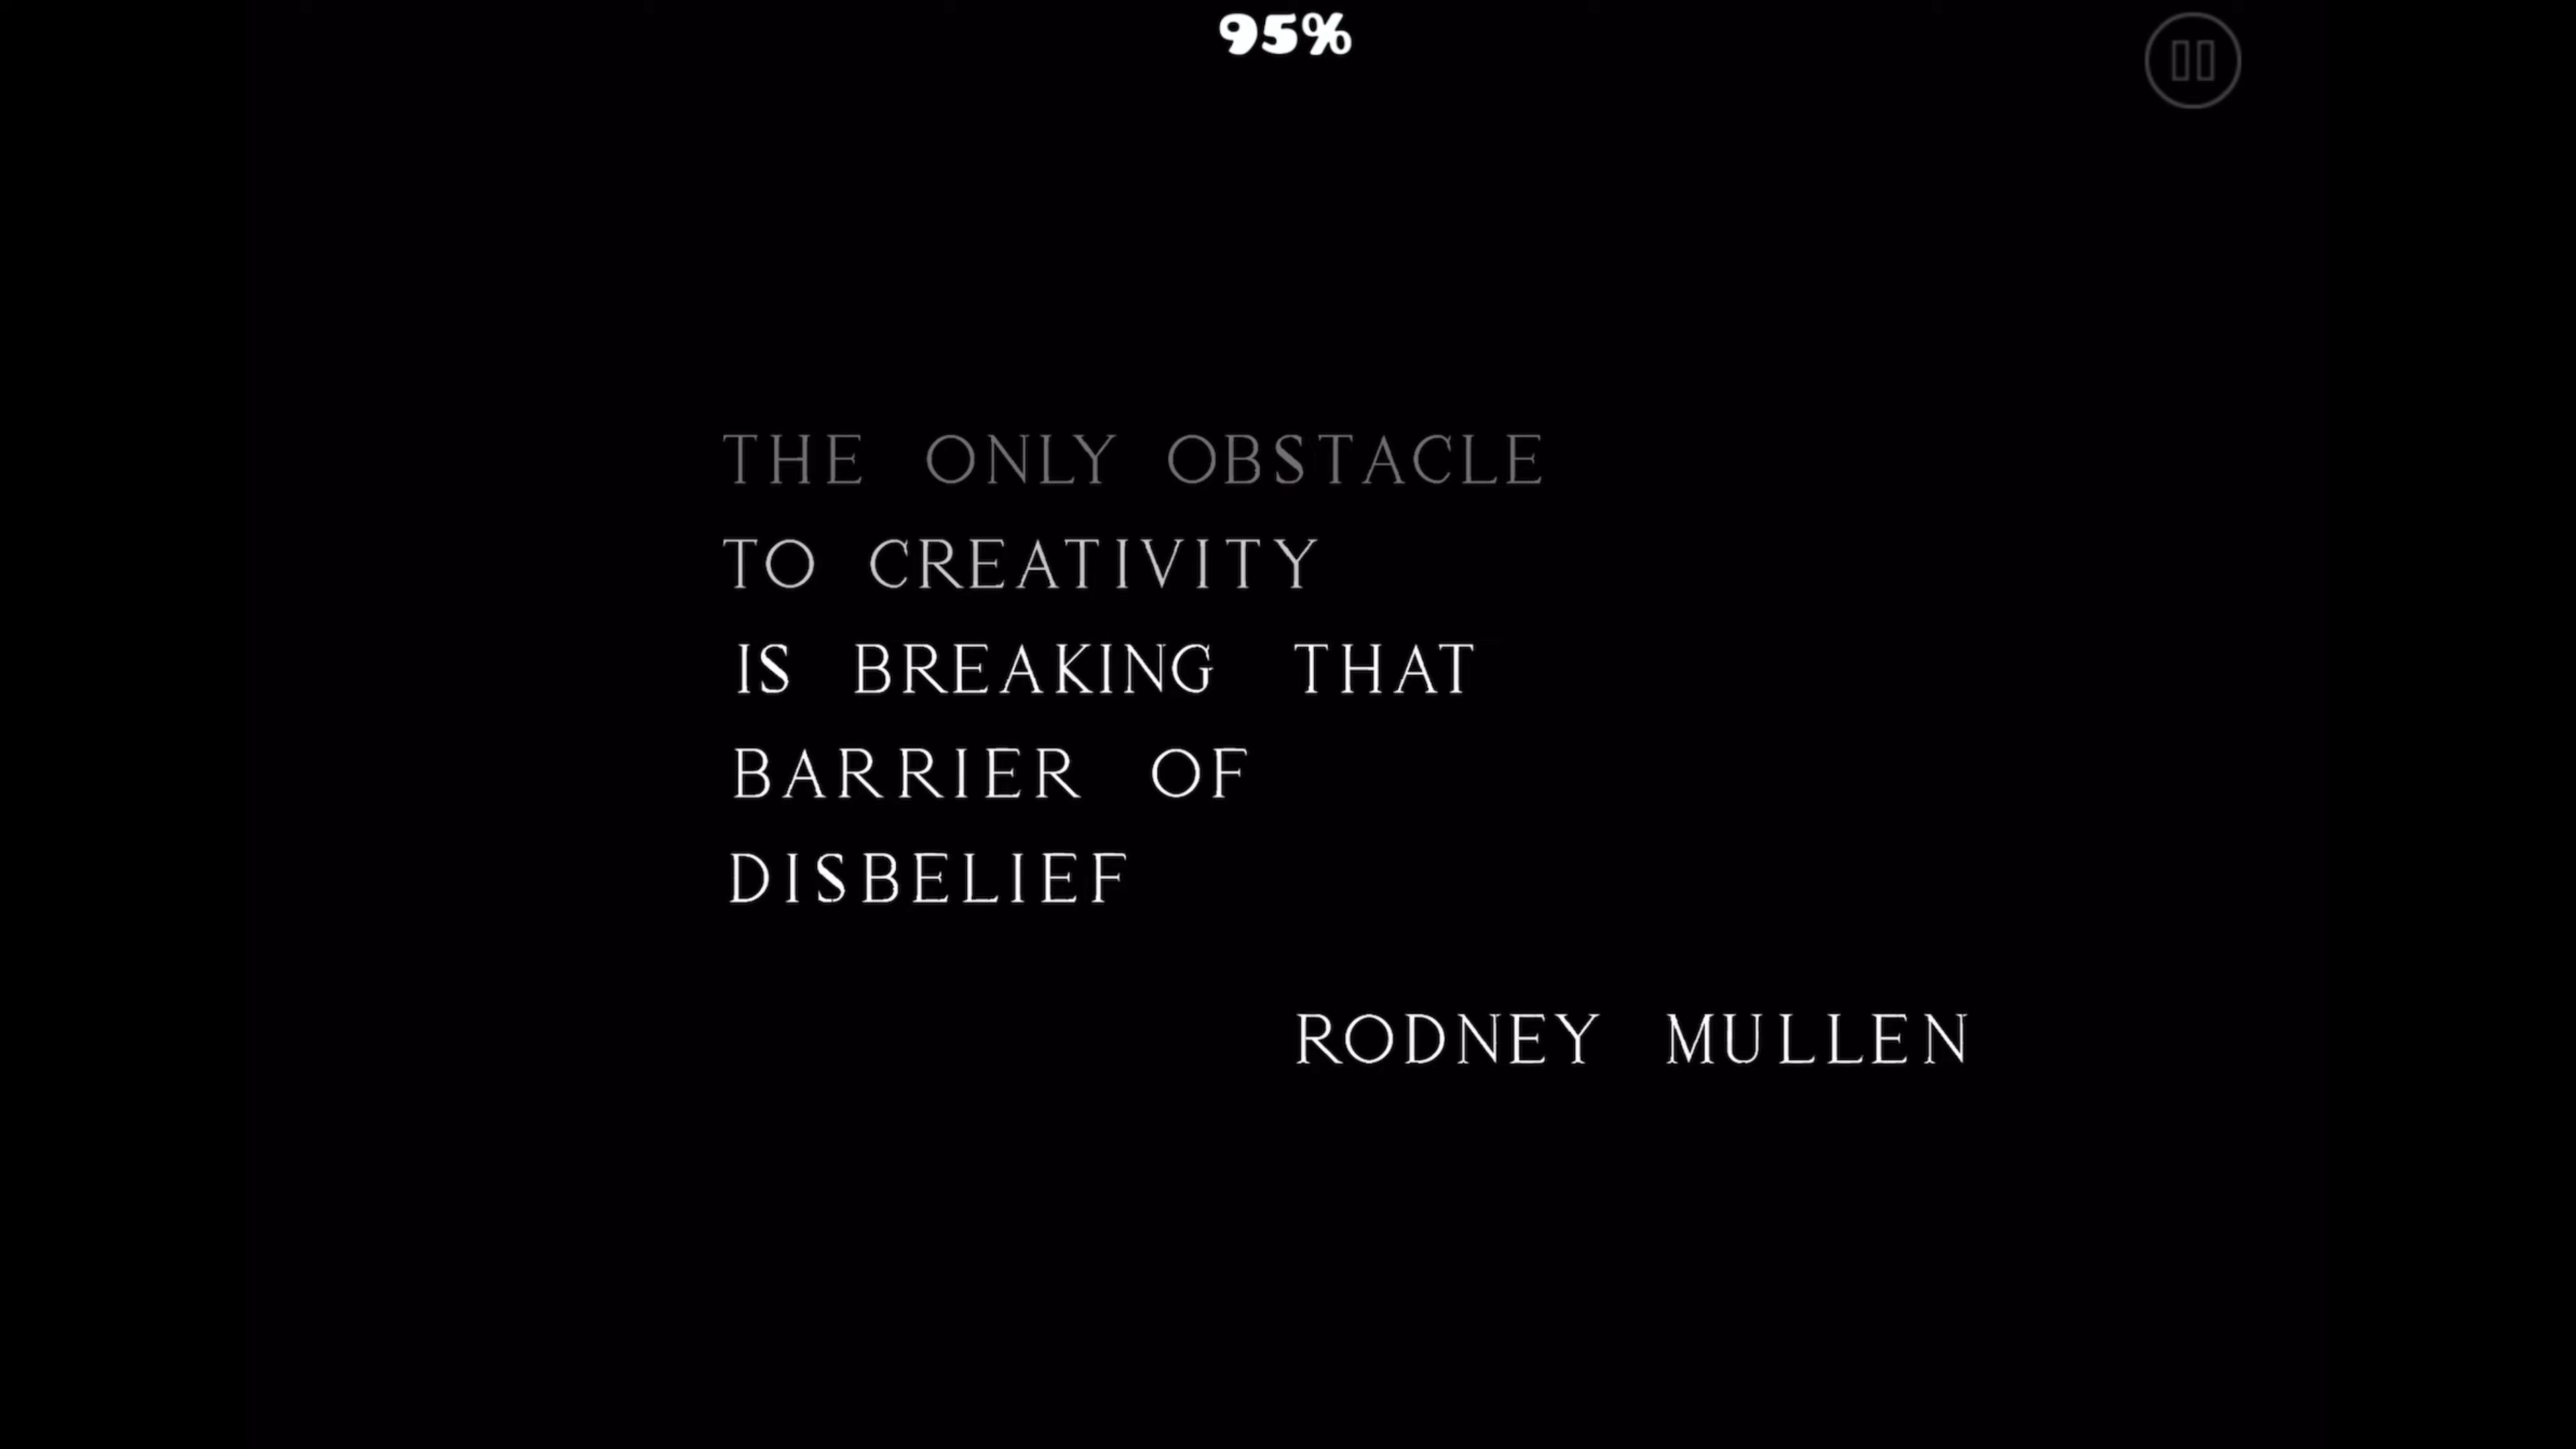 95%
THE ONLY OBSTACLE
TO CREATIVITY
IS BREAKING THAT
BARRIER OF
DISBELIEF
RODNEY MULLEN